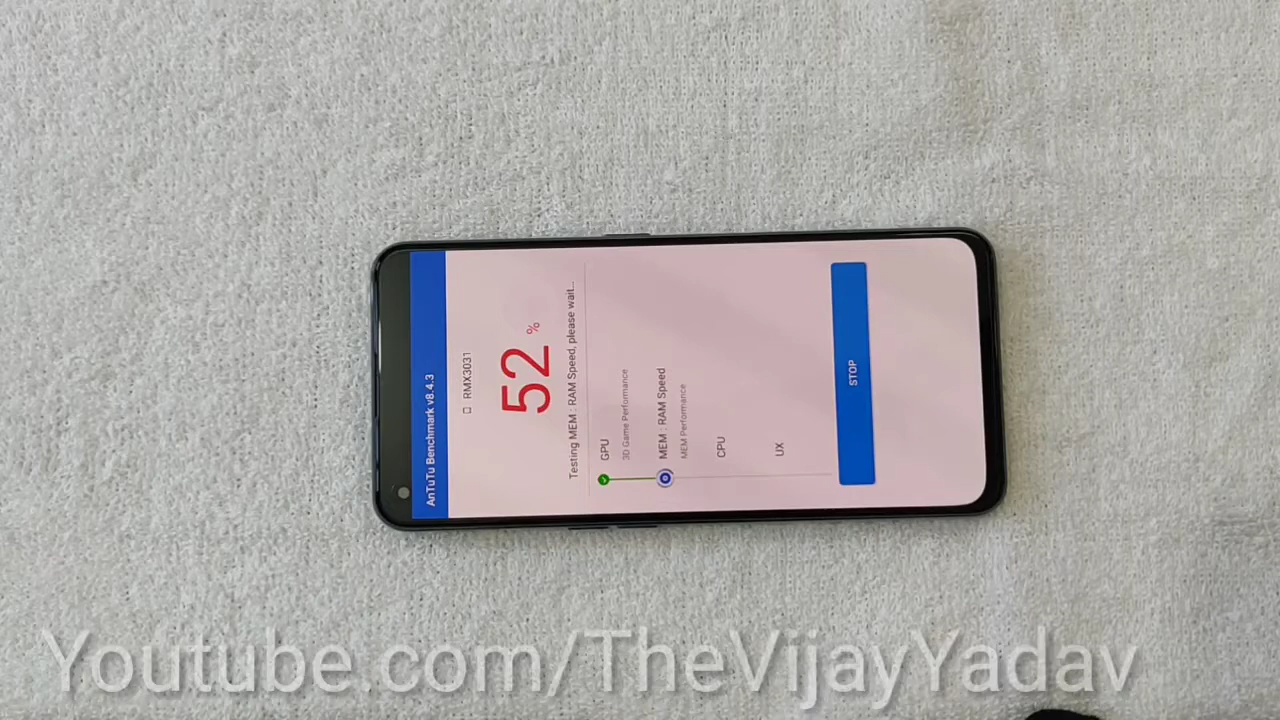 AnTuTu Benchmark v8.4.3
RMX3031
52 %
Testing MEM : RAM Speed, please wait...
GPU
3D Game Performance
MEM : RAM Speed
MEM Performance
CPU
UX
STOP
Youtube.com/TheVijayYadav